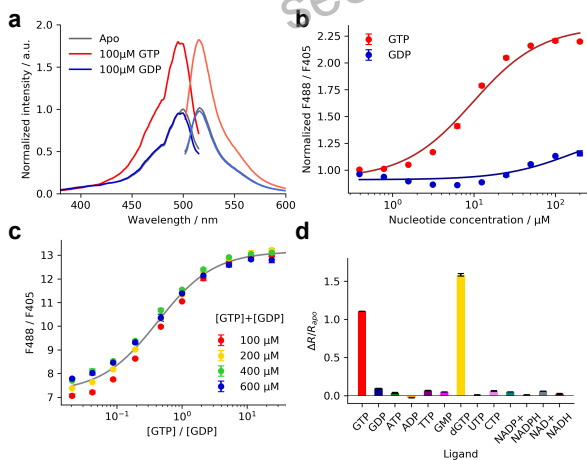 a
Apo
100μM GTP
100μM GDP
Normalized intensity / a.u.
2.0
1.5
1.0
0.5
0.0
400
450
500
550
600
Wavelength / nm
b
GTP
GDP
Normalized F488 / F405
2.25
2.00
1.75
1.50
1.25
1.00
10⁰
10¹
10²
Nucleotide concentration / μM
c
F488 / F405
13
12
11
10
9
8
7
[GTP]+[GDP]
100 μM
200 μM
400 μM
600 μM
10⁻¹
10⁰
10¹
[GTP] / [GDP]
d
ΔR/Rapo
1.5
1.0
0.5
0.0
GTP
GDP
ATP
ADP
TTP
GMP
dGTP
UTP
CTP
NADP+
NADPH
NAD+
NADH
Ligand